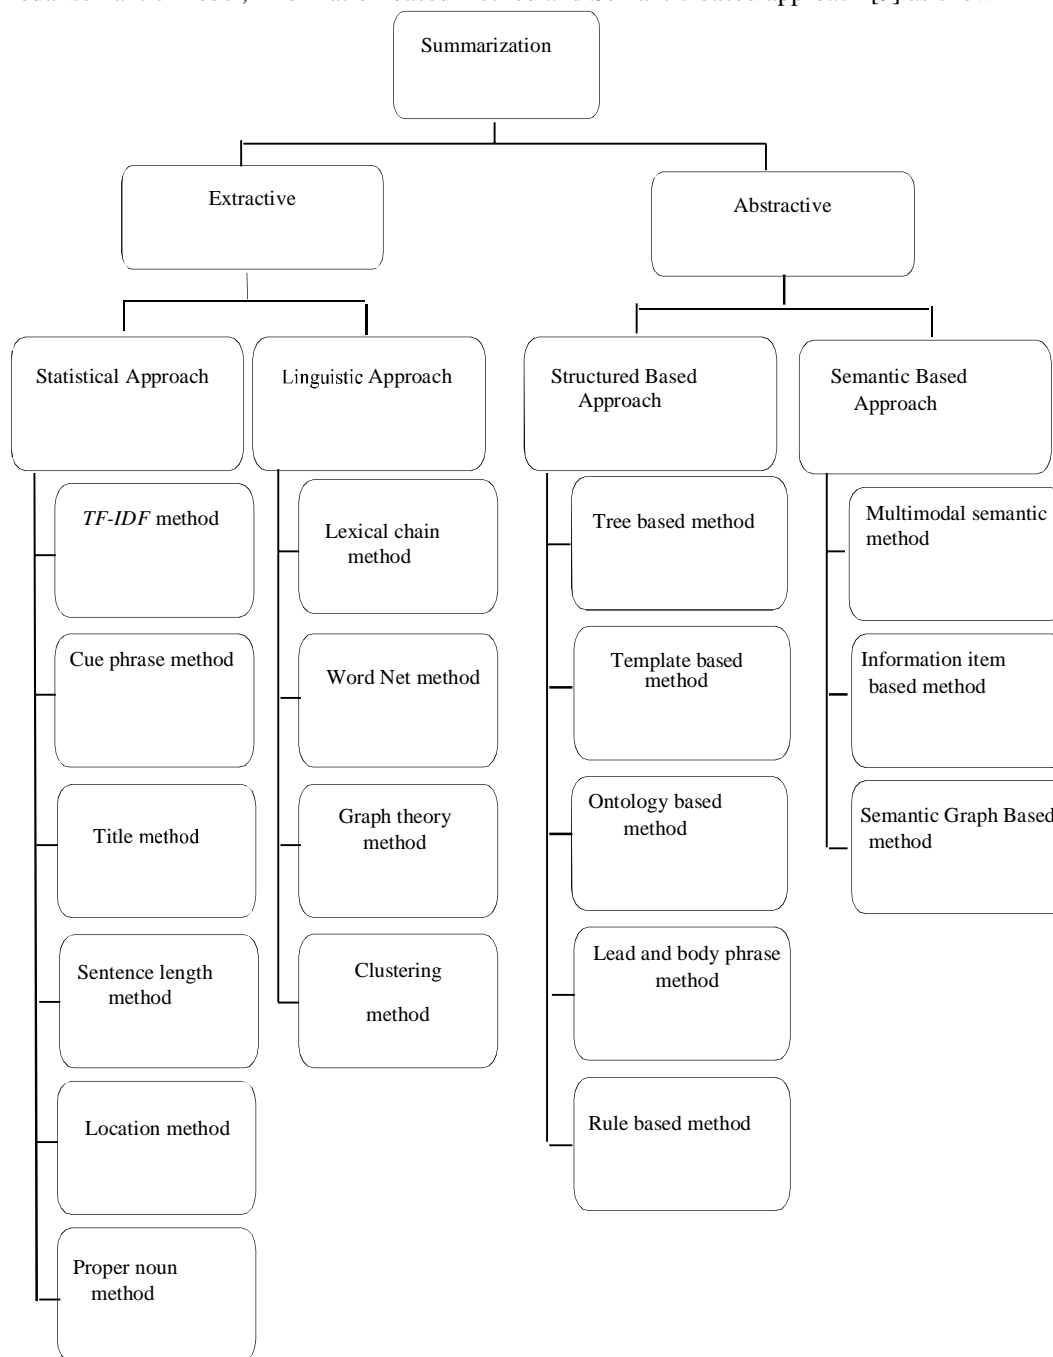 Summarization
Extractive
Abstractive
Statistical Approach
Linguistic Approach
Structured Based
Approach
Semantic Based
Approach
TF-IDF method
Cue phrase method
Title method
Sentence length
method
Location method
Proper noun
method
Lexical chain
method
Word Net method
Graph theory
method
Clustering
method
Tree based method
Template based
method
Ontology based
method
Lead and body phrase
method
Rule based method
Multimodal semantic
method
Information item
based method
Semantic Graph Based
method